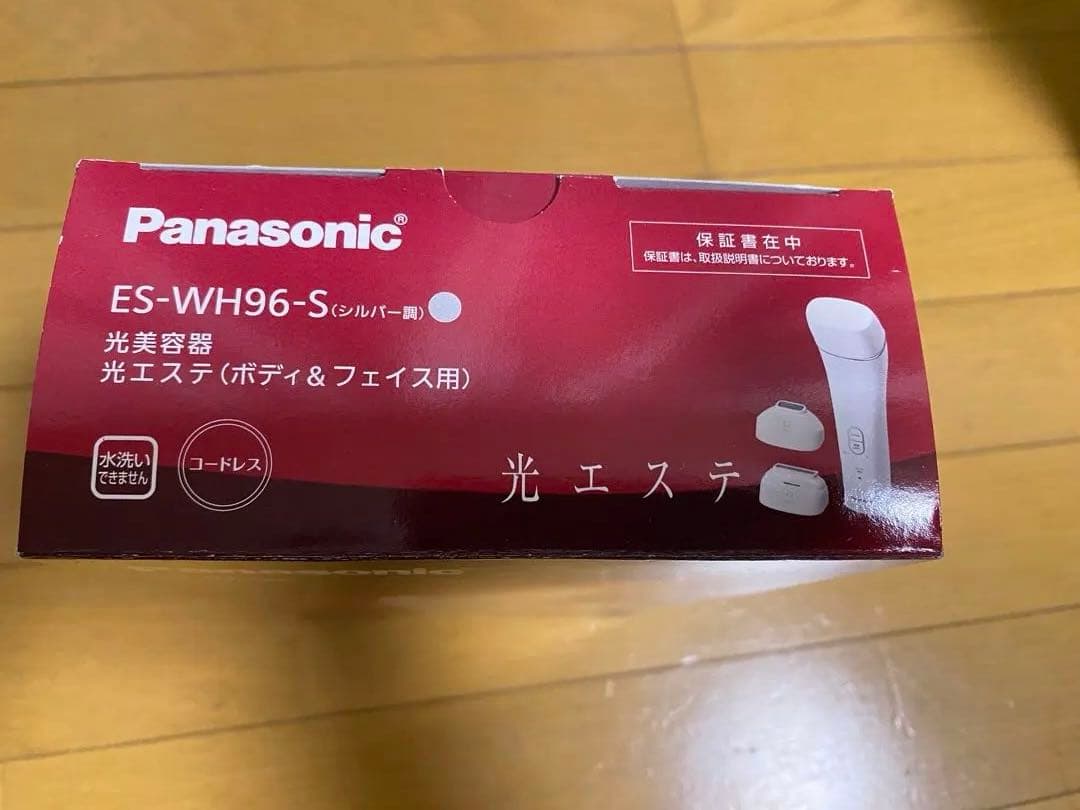 Panasonic®
保証書在中
保証書は、取扱説明書についております。
ES-WH96-S(シルバー調)
光美容器
光エステ(ボディ&フェイス用)
水洗い
できません
コードレス
光エステ
Panasonic